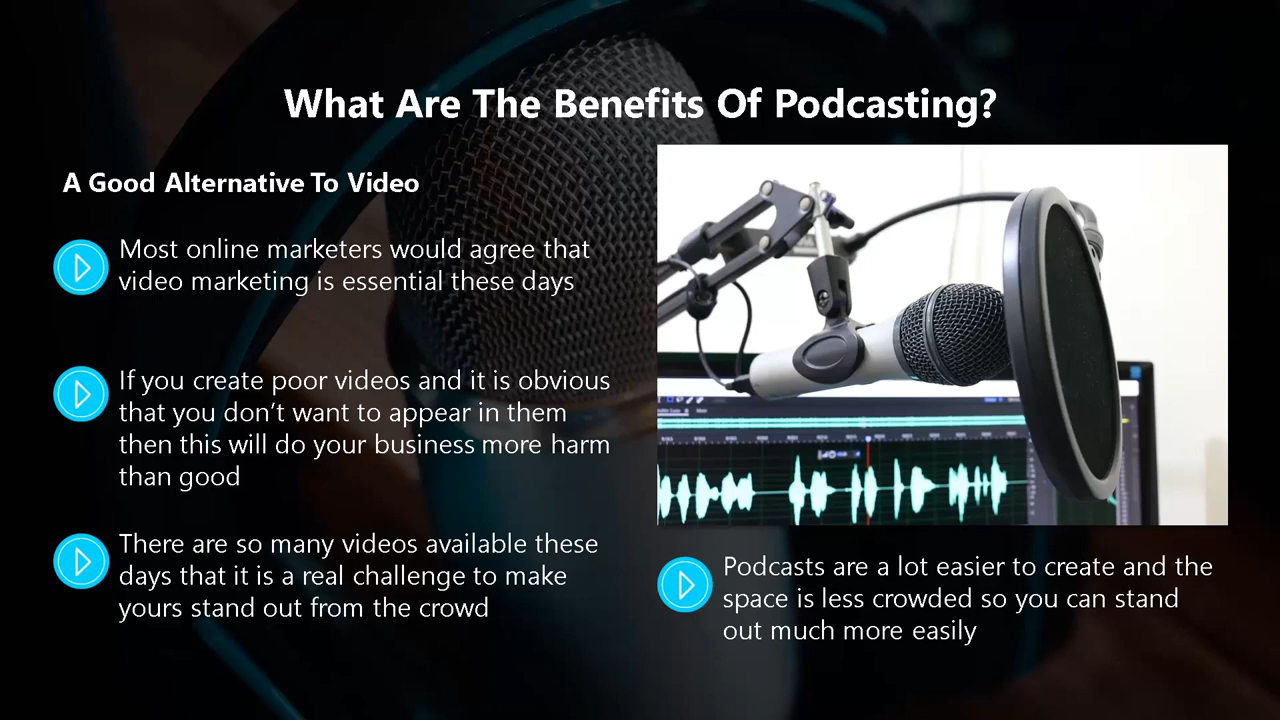 What Are The Benefits Of Podcasting?
A Good Alternative To Video
Most online marketers would agree that
video marketing is essential these days
If you create poor videos and it is obvious
that you don’t want to appear in them
then this will do your business more harm
than good
There are so many videos available these
days that it is a real challenge to make
yours stand out from the crowd
Podcasts are a lot easier to create and the
space is less crowded so you can stand
out much more easily